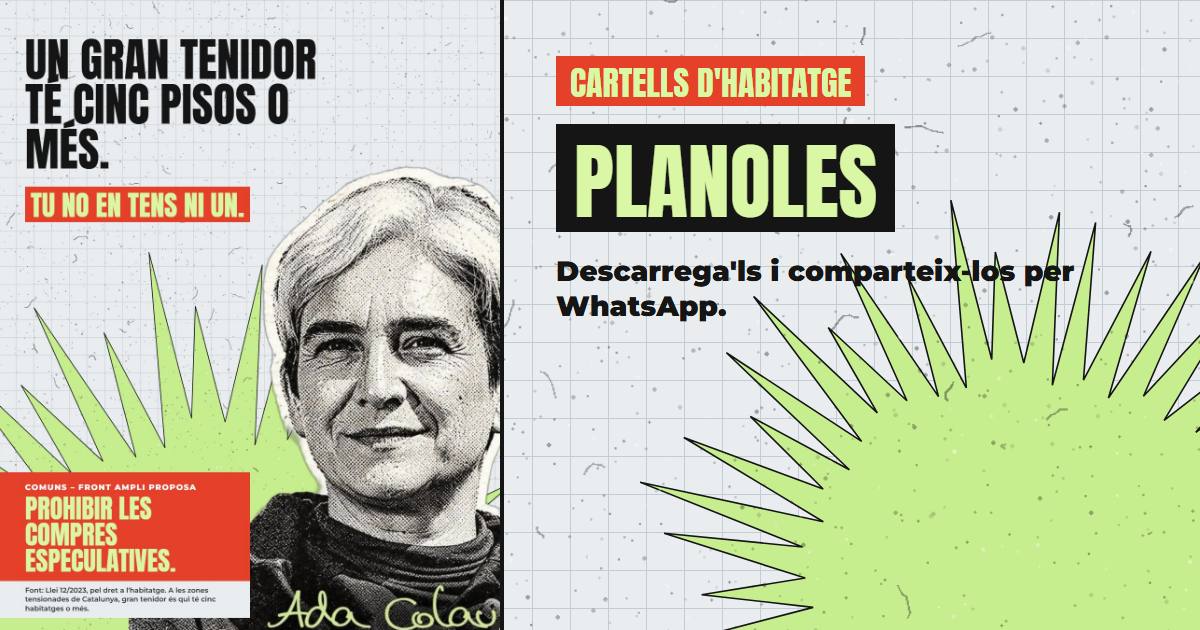 UN GRAN TENIDOR
TÉ CINC PISOS O
MÉS.
TU NO EN TENS NI UN.
COMUNS – FRONT AMPLI PROPOSA
PROHIBIR LES
COMPRES
ESPECULATIVES.
Font: Llei 12/2023, pel dret a l'habitatge. A les zones
tensionades de Catalunya, gran tenidor és qui té cinc
habitatges o més.
Ada Colau
CARTELLS D'HABITATGE
PLANOLES
Descarrega'ls i comparteix-los per
WhatsApp.